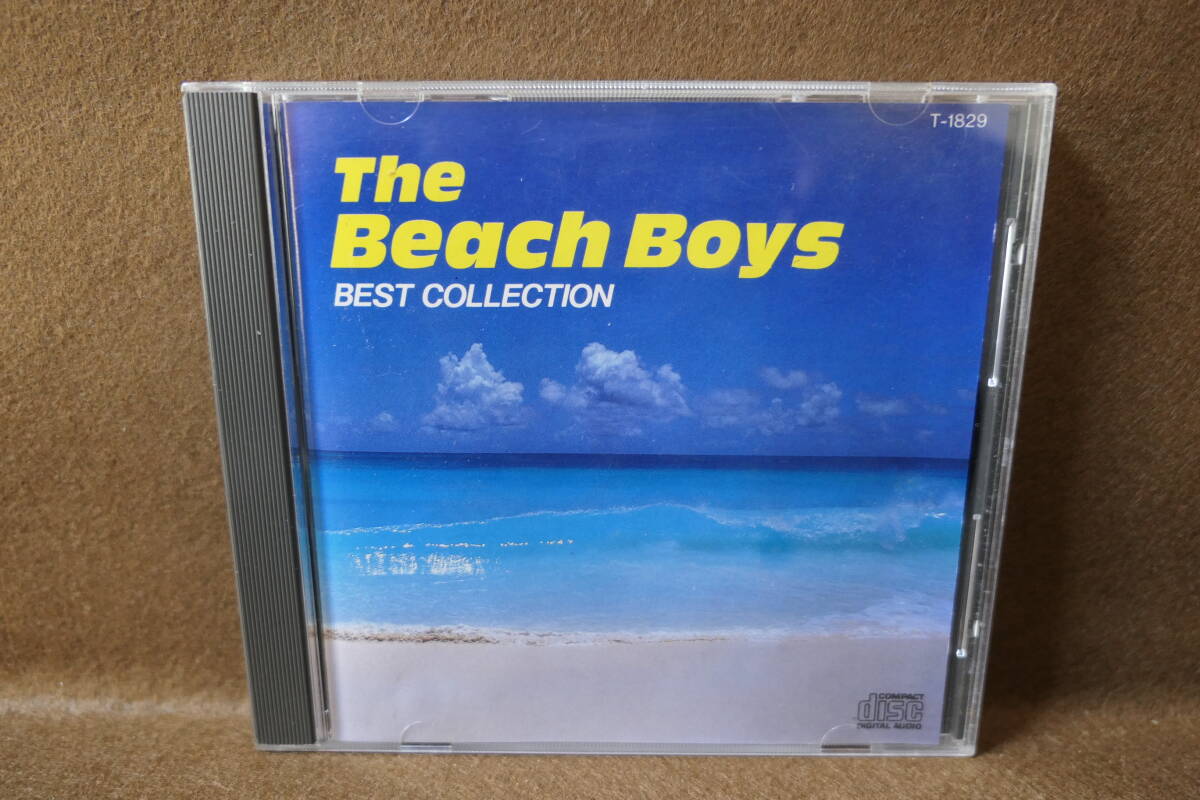 T-1829
The
Beach Boys
BEST COLLECTION
COMPACT
disc
DIGITAL AUDIO